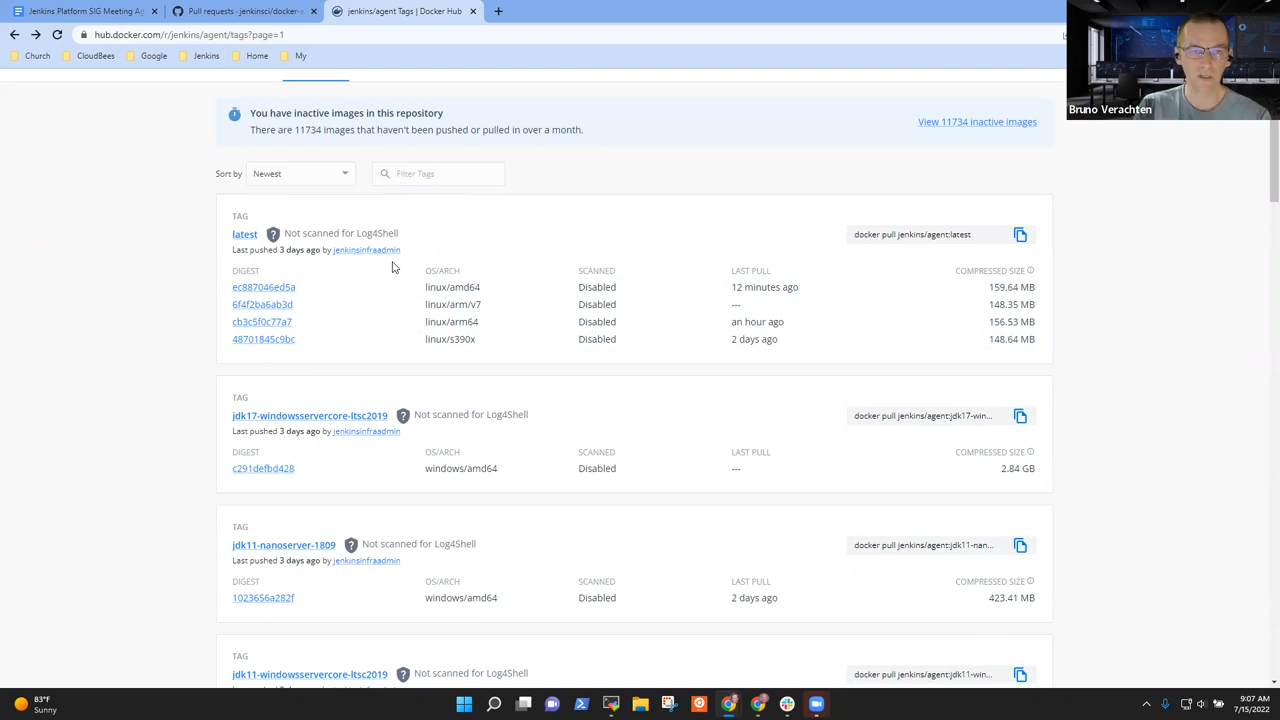 Jenkins Platform SIG Meeting Ag
Pull requests · jenkinsci/docker-
jenkins/agent Tags | Docker Hub
hub.docker.com/r/jenkins/agent/tags?page=1
Church
CloudBees
Google
Jenkins
Home
My
Bruno Verachten
You have inactive images in this repository
There are 11734 images that haven't been pushed or pulled in over a month.
View 11734 inactive images
Sort by
Newest
Filter Tags
TAG
latest Not scanned for Log4Shell
docker pull jenkins/agent:latest
Last pushed 3 days ago by jenkinsinfraadmin
DIGEST OS/ARCH SCANNED LAST PULL COMPRESSED SIZE
ec887046ed5a linux/amd64 Disabled 12 minutes ago 159.64 MB
6f4f2ba6ab3d linux/arm/v7 Disabled --- 148.35 MB
cb3c5f0c77a7 linux/arm64 Disabled an hour ago 156.53 MB
48701845c9bc linux/s390x Disabled 2 days ago 148.64 MB
TAG
jdk17-windowsservercore-ltsc2019 Not scanned for Log4Shell
docker pull jenkins/agent:jdk17-win...
Last pushed 3 days ago by jenkinsinfraadmin
DIGEST OS/ARCH SCANNED LAST PULL COMPRESSED SIZE
c291defbd428 windows/amd64 Disabled --- 2.84 GB
TAG
jdk11-nanoserver-1809 Not scanned for Log4Shell
docker pull jenkins/agent:jdk11-nan...
Last pushed 3 days ago by jenkinsinfraadmin
DIGEST OS/ARCH SCANNED LAST PULL COMPRESSED SIZE
1023656a282f windows/amd64 Disabled 2 days ago 423.41 MB
TAG
jdk11-windowsservercore-ltsc2019 Not scanned for Log4Shell
docker pull jenkins/agent:jdk11-win...
83°F
Sunny
9:07 AM
7/15/2022